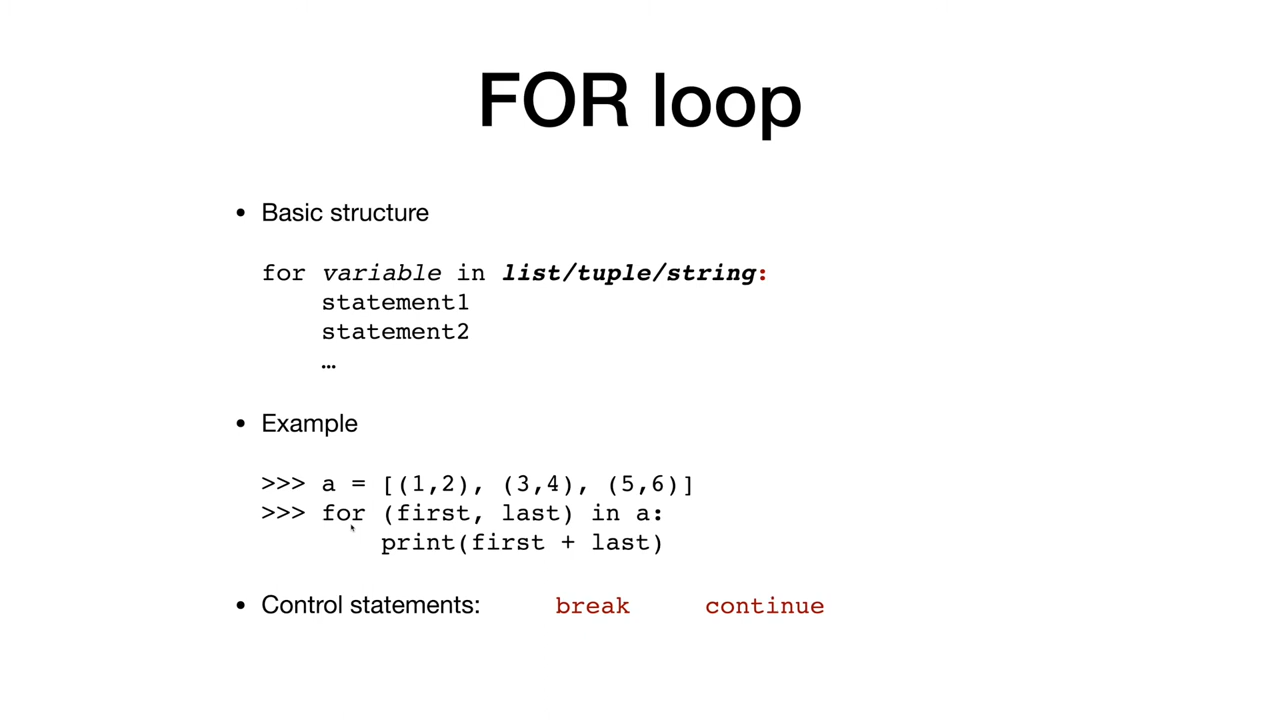 FOR loop
• Basic structure
for variable in list/tuple/string:
statement1
statement2
…
• Example
>>> a = [(1,2), (3,4), (5,6)]
>>> for (first, last) in a:
print(first + last)
• Control statements: break continue